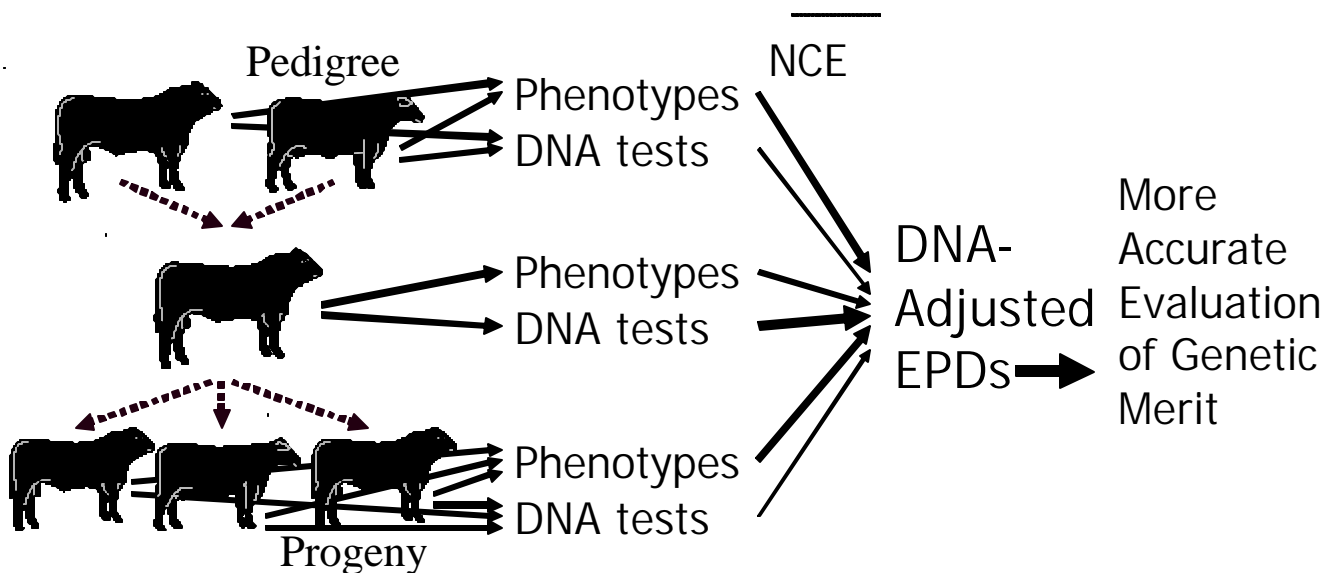 NCE
Pedigree
Phenotypes
DNA tests
Phenotypes
DNA tests
Phenotypes
DNA tests
Progeny
DNA-
Adjusted
EPDs
More
Accurate
Evaluation
of Genetic
Merit